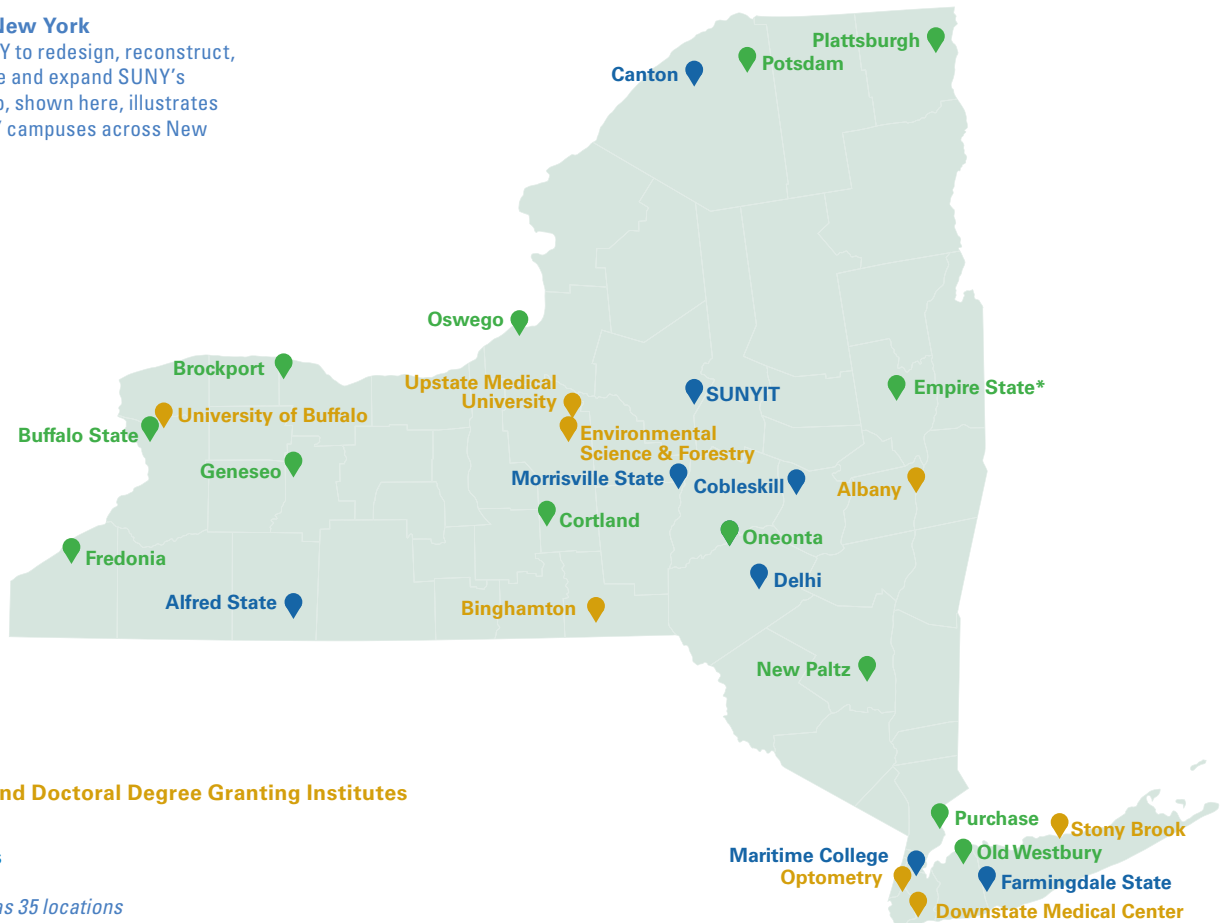 New York
Y to redesign, reconstruct,
e and expand SUNY's
shown here, illustrates
campuses across New
Plattsburgh
Potsdam
Canton
Oswego
Brockport
Upstate Medical
University
SUNYIT
Empire State*
University of Buffalo
Buffalo State
Environmental
Science & Forestry
Geneseo
Morrisville State
Cobleskill
Albany
Cortland
Oneonta
Fredonia
Delhi
Alfred State
Binghamton
New Paltz
nd Doctoral Degree Granting Institutes
Purchase
Stony Brook
Old Westbury
Maritime College
Optometry
s
Farmingdale State
as 35 locations
Downstate Medical Center